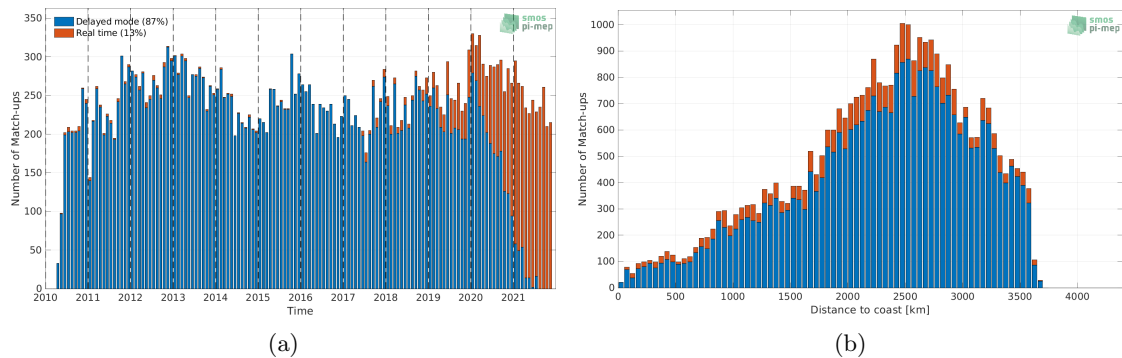 Delayed mode (87%)
Real time (13%)
smos
pi-mep
Number of Match-ups
350
300
250
200
150
100
50
0
2010 2011 2012 2013 2014 2015 2016 2017 2018 2019 2020 2021
Time
(a)
smos
pi-mep
Number of Match-ups
1000
900
800
700
600
500
400
300
200
100
0
0 500 1000 1500 2000 2500 3000 3500 4000
Distance to coast [km]
(b)